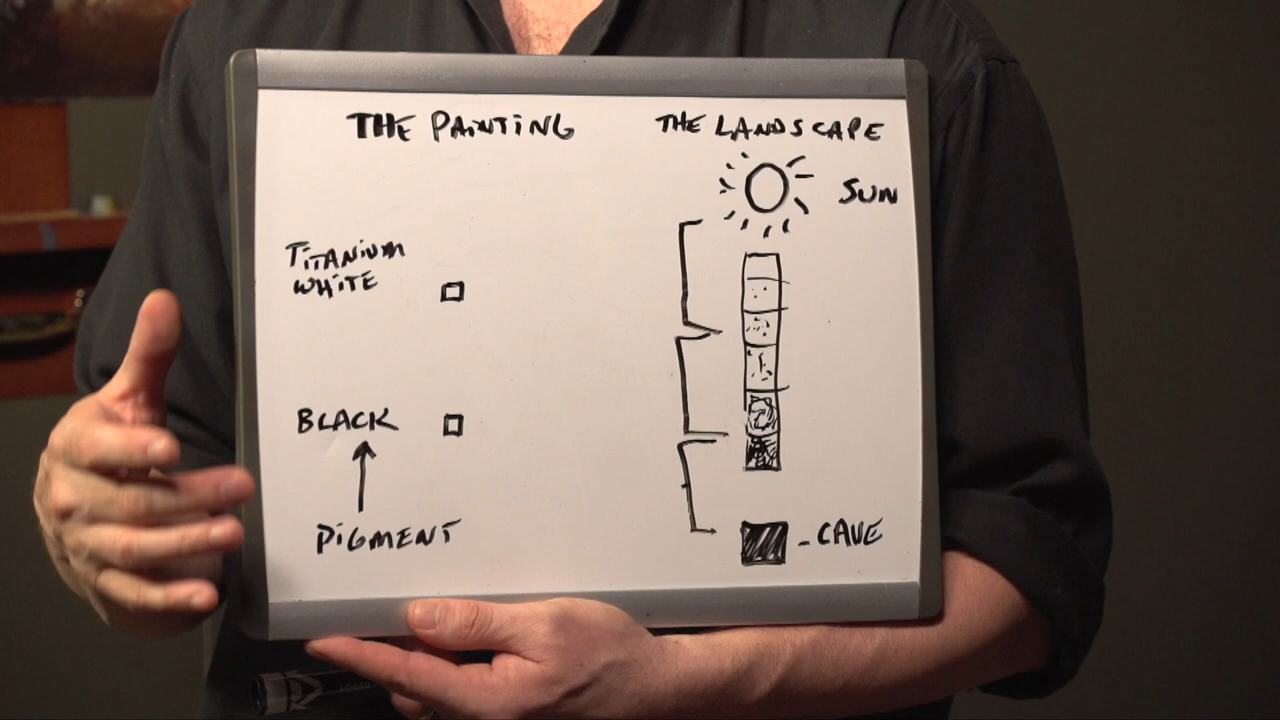 THE PAINTING
THE LANDSCAPE
SUN
TITANIUM
WHITE
BLACK
PIGMENT
- CAVE